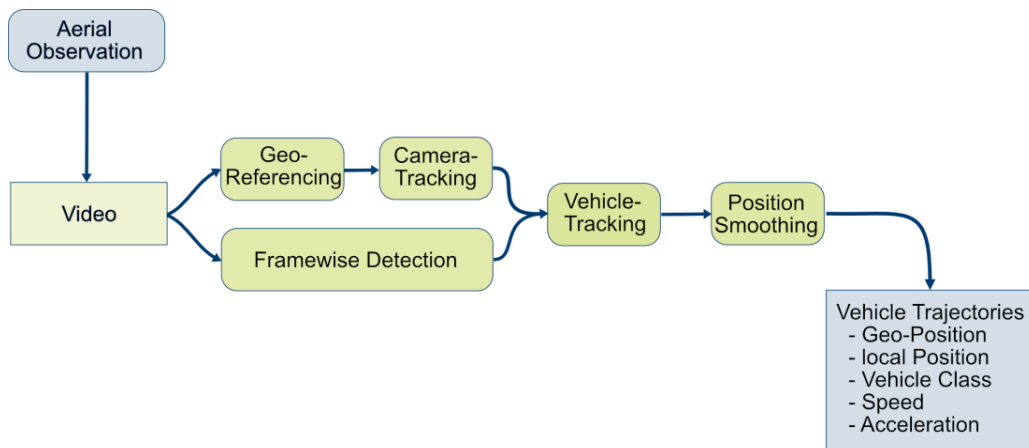 Aerial
Observation
Video
Geo-
Referencing
Camera-
Tracking
Framewise Detection
Vehicle-
Tracking
Position
Smoothing
Vehicle Trajectories
- Geo-Position
- local Position
- Vehicle Class
- Speed
- Acceleration